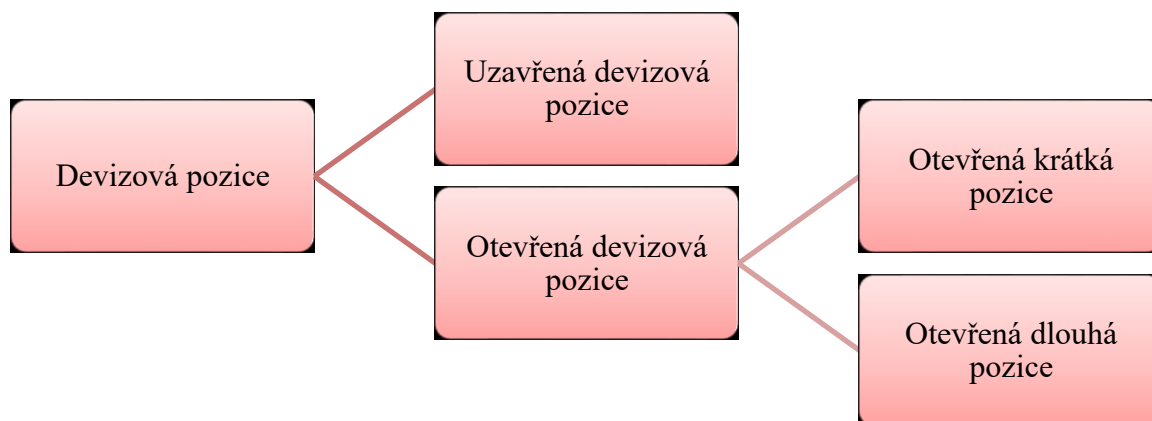 Devizová pozice
Uzavřená devizová
pozice
Otevřená devizová
pozice
Otevřená krátká
pozice
Otevřená dlouhá
pozice